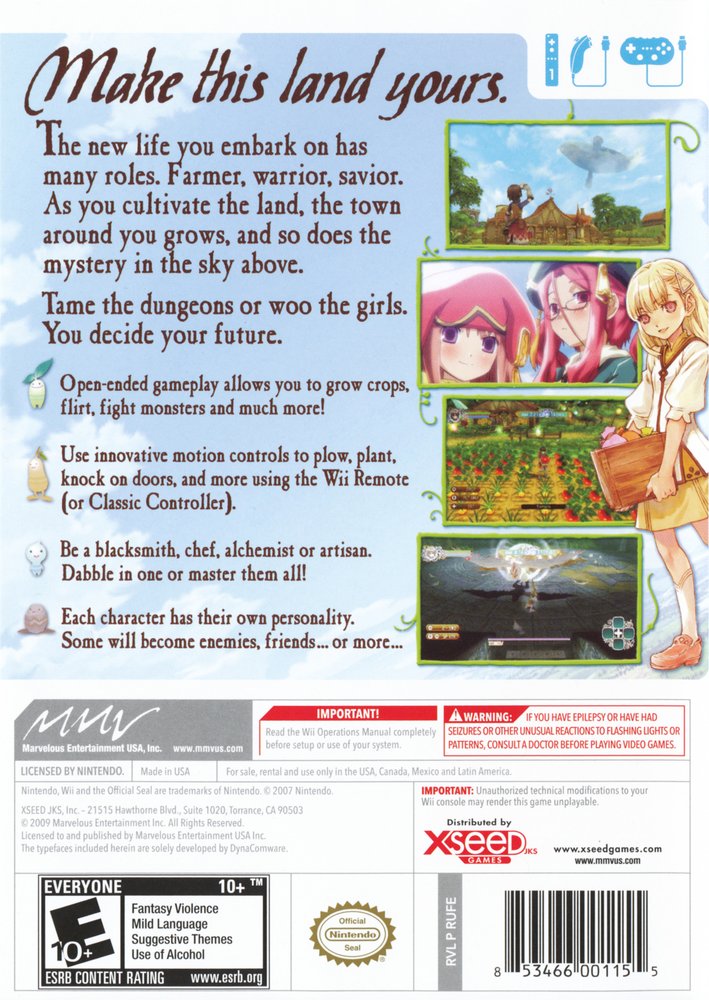 Make this land yours.
1
The new life you embark on has
many roles. Farmer, warrior, savior.
As you cultivate the land, the town
around you grows, and so does the
mystery in the sky above.
Tame the dungeons or woo the girls.
You decide your future.
Open-ended gameplay allows you to grow crops,
flirt, fight monsters and much more!
Use innovative motion controls to plow, plant,
knock on doors, and more using the Wii Remote
(or Classic Controller).
Be a blacksmith, chef, alchemist or artisan.
Dabble in one or master them all!
Each character has their own personality.
Some will become enemies, friends... or more...
MMV
Marvelous Entertainment USA, Inc. www.mmvus.com
IMPORTANT!
Read the Wii Operations Manual completely
before setup or use of your system.
WARNING: IF YOU HAVE EPILEPSY OR HAVE HAD
SEIZURES OR OTHER UNUSUAL REACTIONS TO FLASHING LIGHTS OR
PATTERNS, CONSULT A DOCTOR BEFORE PLAYING VIDEO GAMES.
LICENSED BY NINTENDO. Made in USA For sale, rental and use only in the USA, Canada, Mexico and Latin America.
Nintendo, Wii and the Official Seal are trademarks of Nintendo. © 2007 Nintendo.
XSEED JKS, Inc. - 21515 Hawthorne Blvd., Suite 1020, Torrance, CA 90503
© 2009 Marvelous Entertainment Inc. All Rights Reserved.
Licensed to and published by Marvelous Entertainment USA Inc.
The typefaces included herein are solely developed by DynaComware.
IMPORTANT: Unauthorized technical modifications to your
Wii console may render this game unplayable.
Distributed by
XSEED JKS
GAMES
www.xseedgames.com
www.mmvus.com
EVERYONE 10+ ™
E
10+
Fantasy Violence
Mild Language
Suggestive Themes
Use of Alcohol
ESRB CONTENT RATING www.esrb.org
Official
Nintendo
Seal
RVL P RUFE
8 53466 00115 5